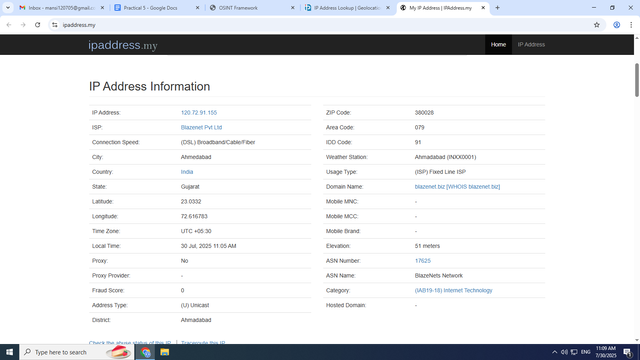 Inbox - mansi120705@gmail.co
Practical 5 - Google Docs
OSINT Framework
IP Address Lookup | Geolocation
My IP Address | IPAddress.my
ipaddress.my
ipaddress.my
Home
IP Address
IP Address Information
IP Address: 120.72.91.155
ZIP Code: 380028
ISP: Blazenet Pvt Ltd
Area Code: 079
Connection Speed: (DSL) Broadband/Cable/Fiber
IDD Code: 91
City: Ahmedabad
Weather Station: Ahmadabad (INXX0001)
Country: India
Usage Type: (ISP) Fixed Line ISP
State: Gujarat
Domain Name: blazenet.biz [WHOIS blazenet.biz]
Latitude: 23.0332
Mobile MNC: -
Longitude: 72.616783
Mobile MCC: -
Time Zone: UTC +05:30
Mobile Brand: -
Local Time: 30 Jul, 2025 11:05 AM
Elevation: 51 meters
Proxy: No
ASN Number: 17625
Proxy Provider: -
ASN Name: BlazeNets Network
Fraud Score: 0
Category: (IAB19-18) Internet Technology
Address Type: (U) Unicast
Hosted Domain: -
District: Ahmadabad
Check the abuse status of this IP | Traceroute this IP
Type here to search
ENG
11:09 AM
7/30/2025